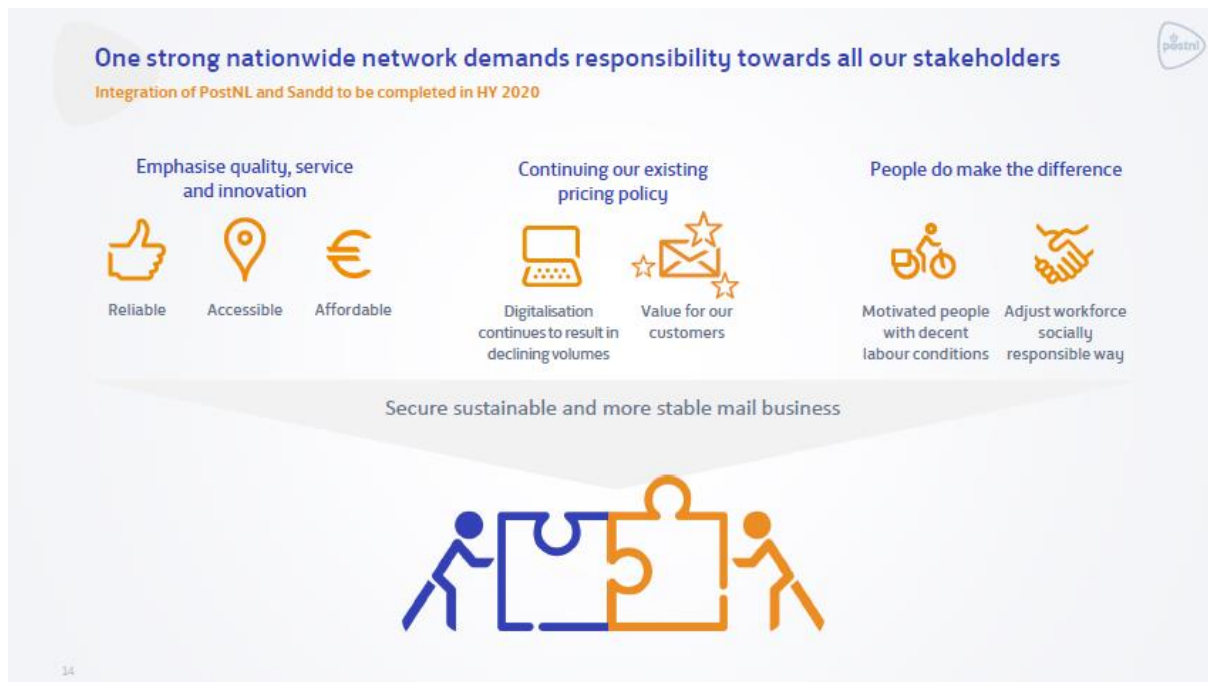 One strong nationwide network demands responsibility towards all our stakeholders
postnl
Integration of PostNL and Sandd to be completed in HY 2020
Emphasise quality, service
and innovation
Reliable
Accessible
Affordable
Continuing our existing
pricing policy
Digitalisation
continues to result in
declining volumes
Value for our
customers
People do make the difference
Motivated people
with decent
labour conditions
Adjust workforce
socially
responsible way
Secure sustainable and more stable mail business
14